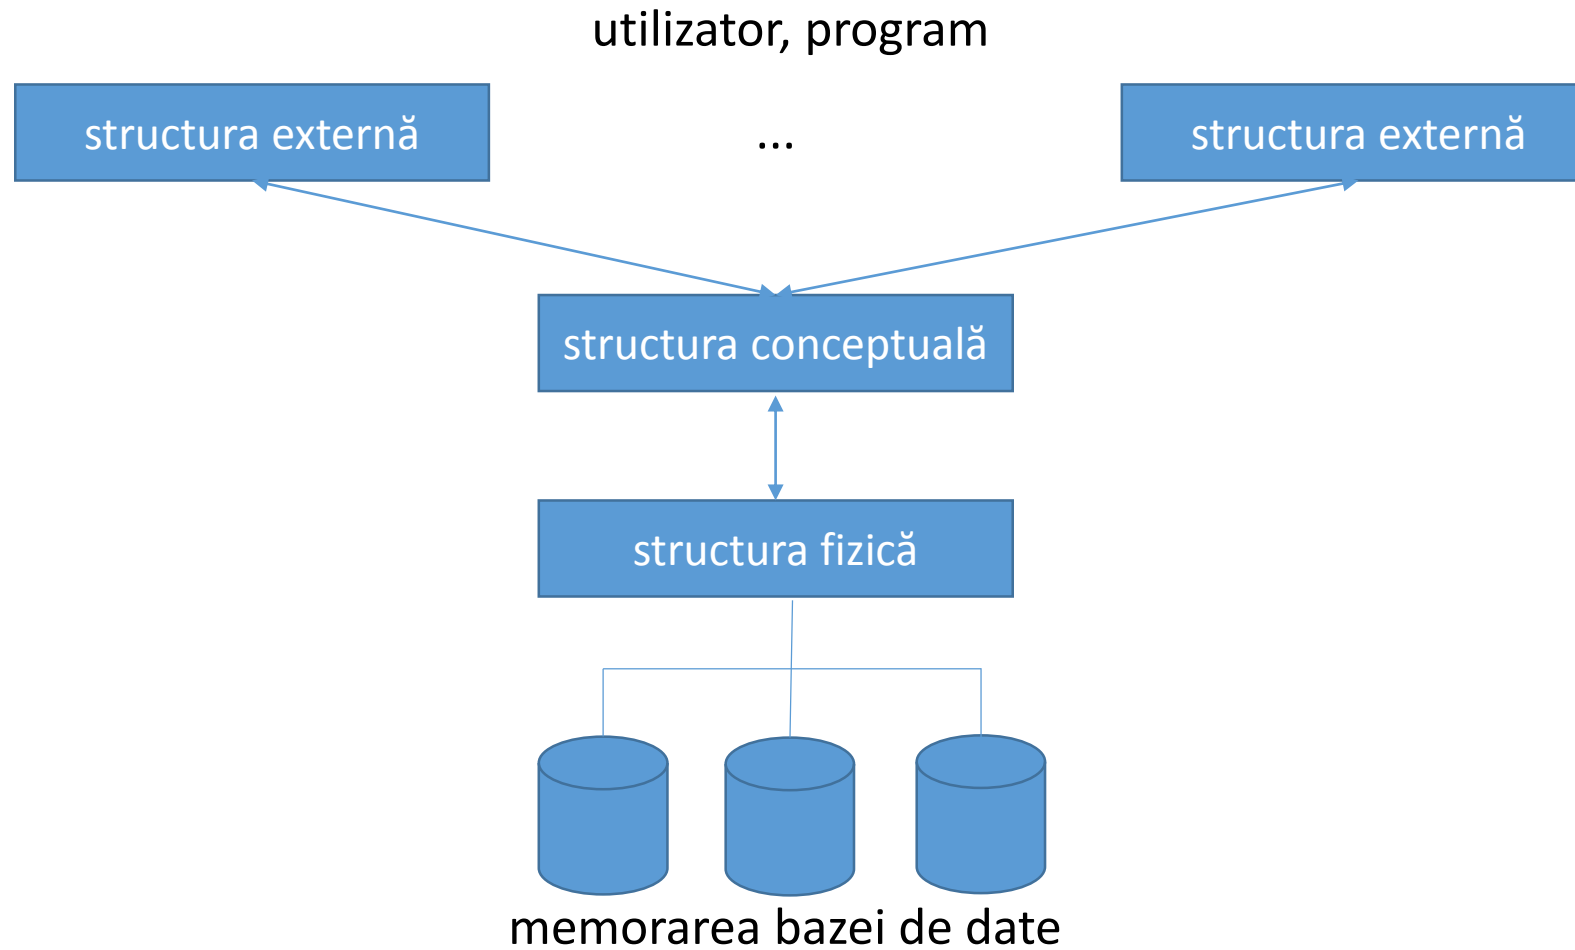 utilizator, program
structura externă
...
structura externă
structura conceptuală
structura fizică
memorarea bazei de date